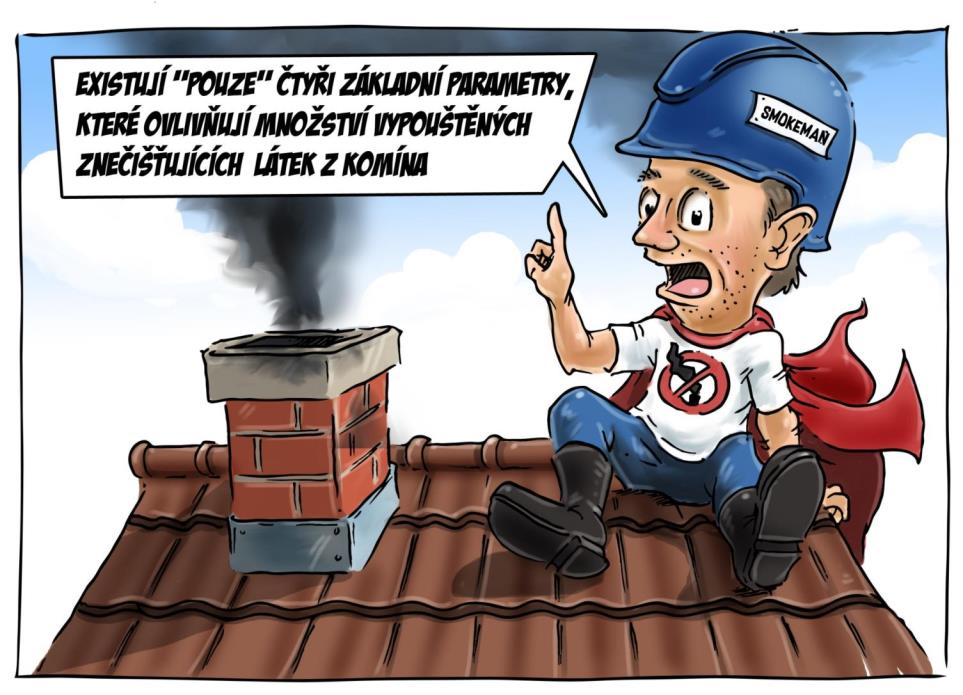 EXISTUJÍ "POUZE" ČTYŘI ZÁKLADNÍ PARAMETRY,
KTERÉ OVLIVŇUJÍ MNOŽSTVÍ VYPOUŠTĚNÝCH
ZNEČIŠŤUJÍCÍCH LÁTEK Z KOMÍNA
SMOKEMAN